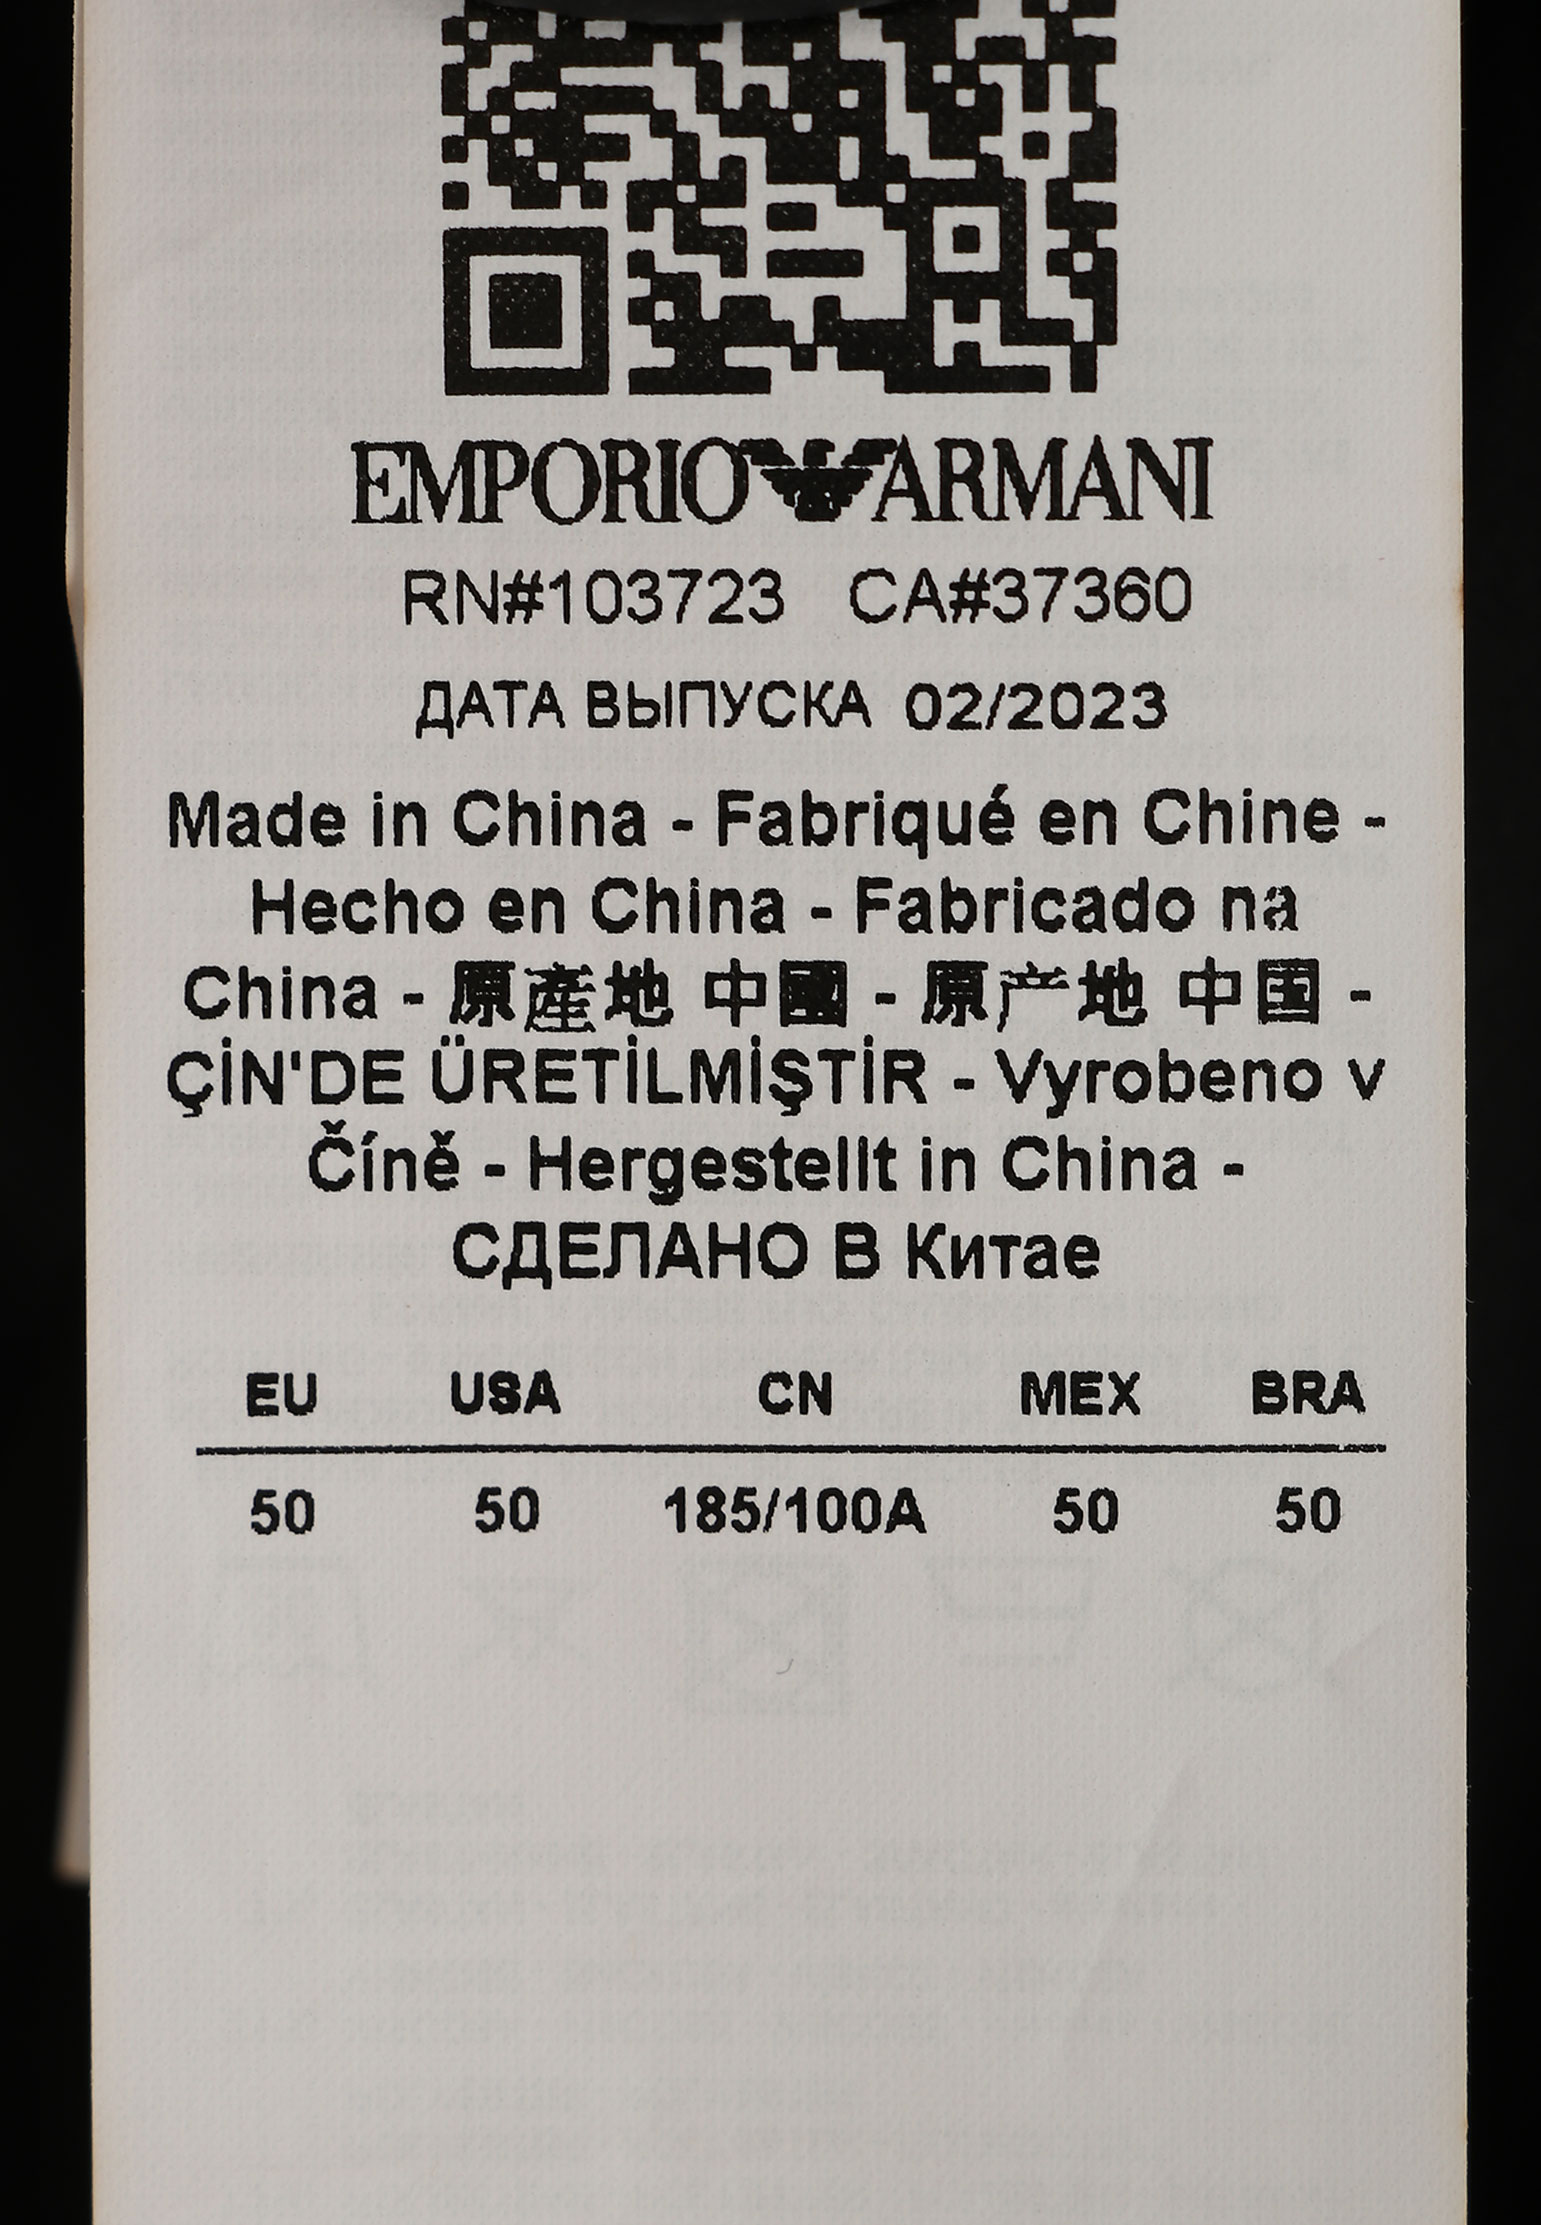 EMPORIO ARMANI
RN#103723 CA#37360
ДАТА ВЫПУСКА 02/2023
Made in China - Fabriqué en Chine -
Hecho en China - Fabricado na
China - 原產地 中國 - 原产地 中国 -
ÇİN'DE ÜRETİLMİŞTİR - Vyrobeno v
Číně - Hergestellt in China -
СДЕЛАНО В Китае
EU USA CN MEX BRA
50 50 185/100A 50 50